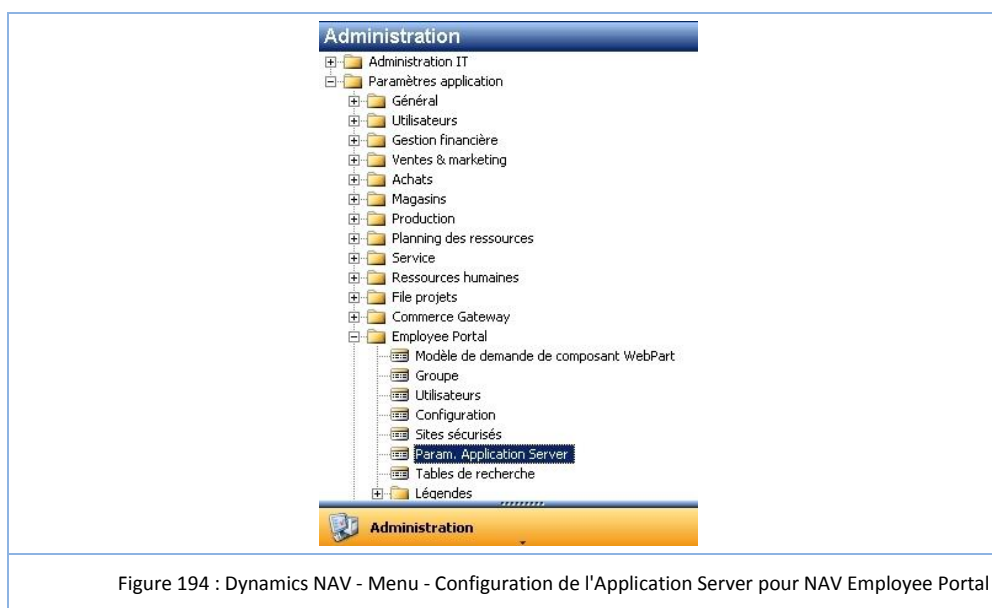 Administration
Administration IT
Paramètres application
Général
Utilisateurs
Gestion financière
Ventes & marketing
Achats
Magasins
Production
Planning des ressources
Service
Ressources humaines
File projets
Commerce Gateway
Employee Portal
Modèle de demande de composant WebPart
Groupe
Utilisateurs
Configuration
Sites sécurisés
Param. Application Server
Tables de recherche
Légendes
Administration
Figure 194 : Dynamics NAV - Menu - Configuration de l'Application Server pour NAV Employee Portal